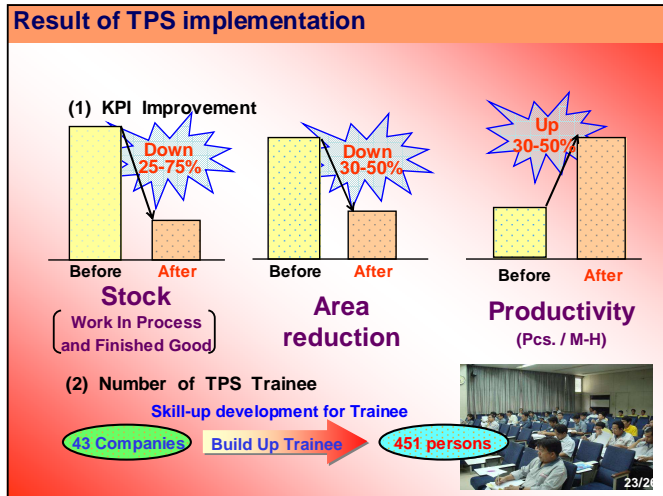 Result of TPS implementation
(1) KPI Improvement
Down
25-75%
Before
After
Stock
Work In Process
and Finished Good
Down
30-50%
Before
After
Area
reduction
Up
30-50%
Before
After
Productivity
(Pcs. / M-H)
(2) Number of TPS Trainee
Skill-up development for Trainee
43 Companies
Build Up Trainee
451 persons
23/26